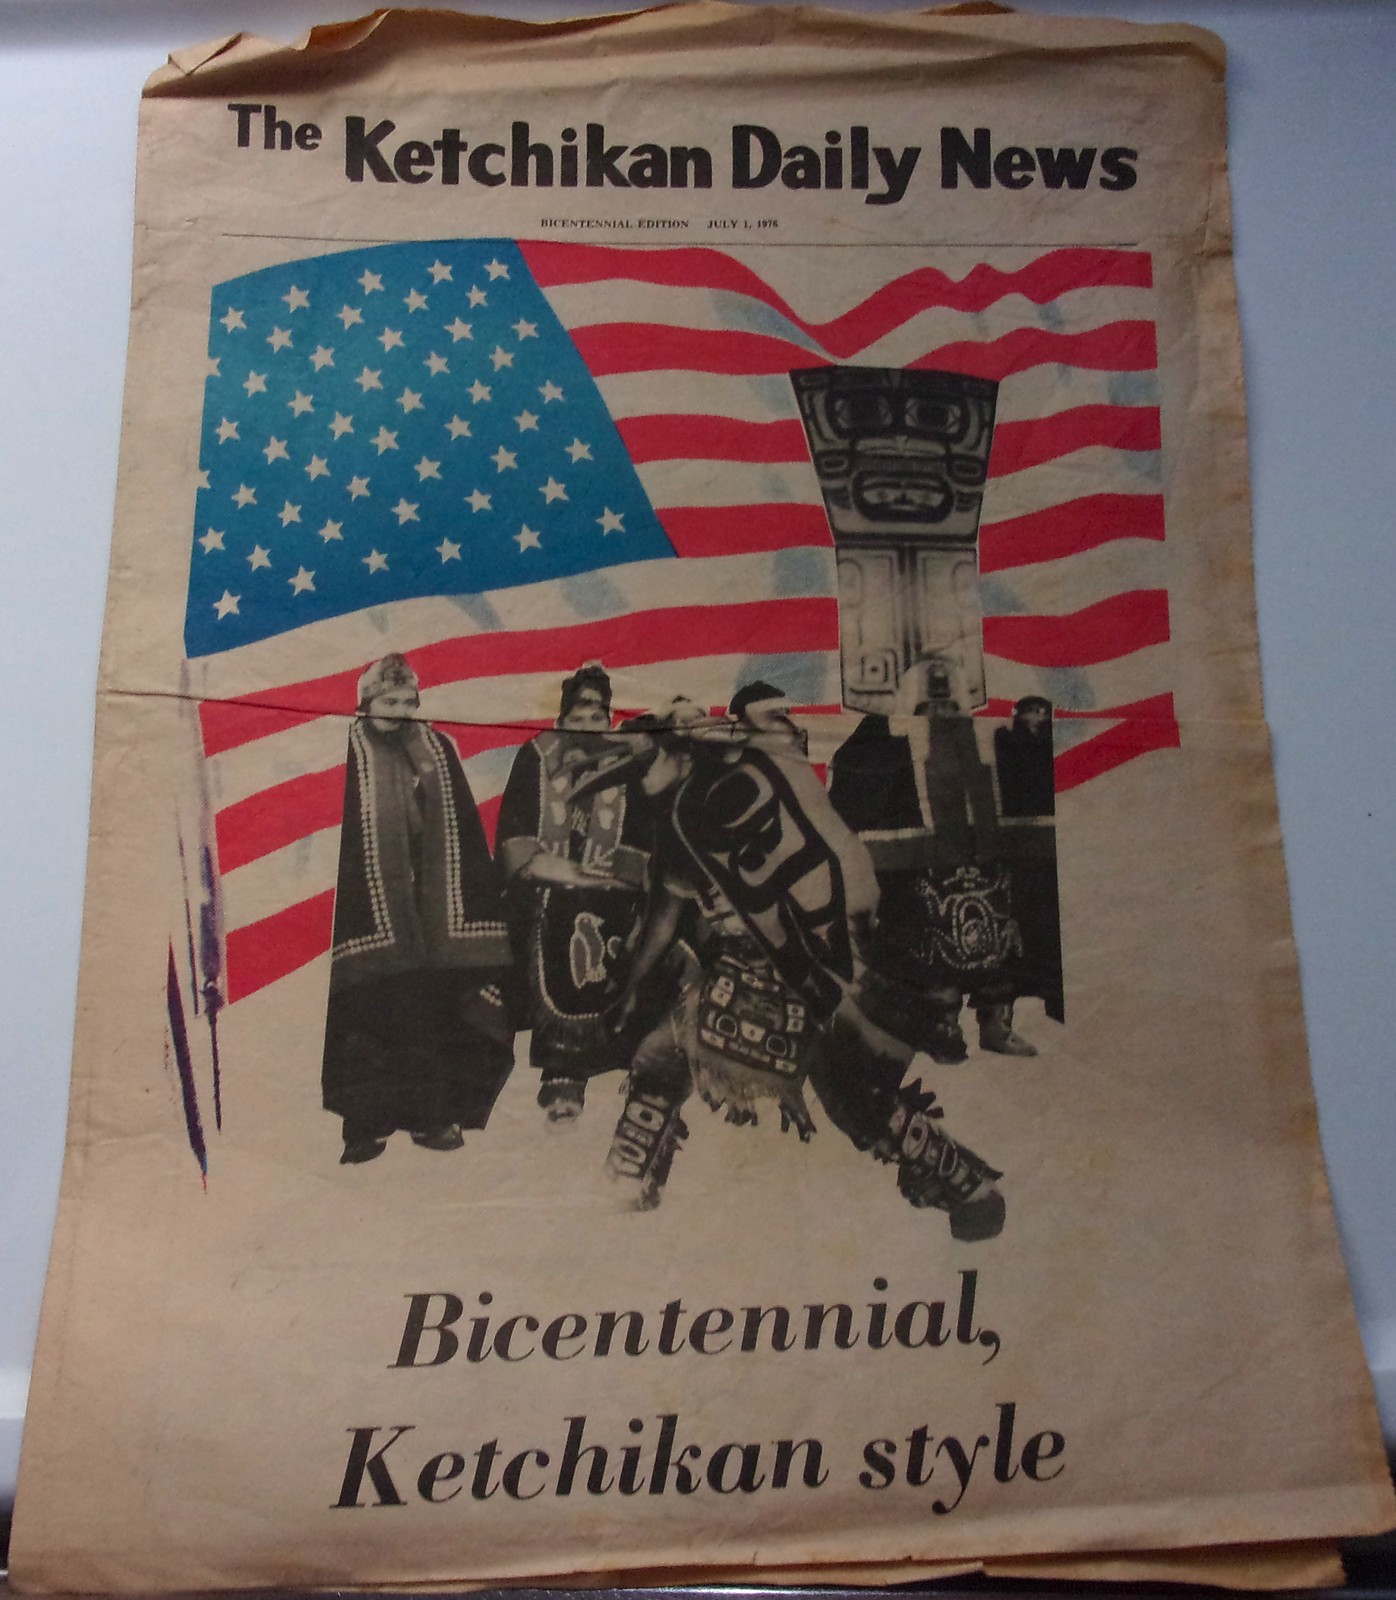 The Ketchikan Daily News
BICENTENNIAL EDITION JULY 1, 1976
Bicentennial,
Ketchikan style